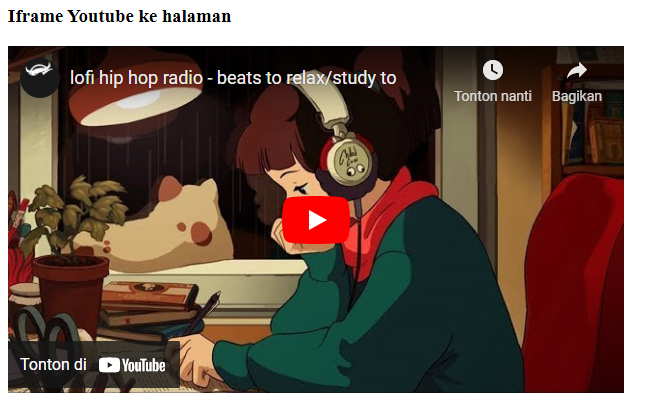 Iframe Youtube ke halaman
lofi hip hop radio - beats to relax/study to
Tonton nanti
Bagikan
Tonton di YouTube